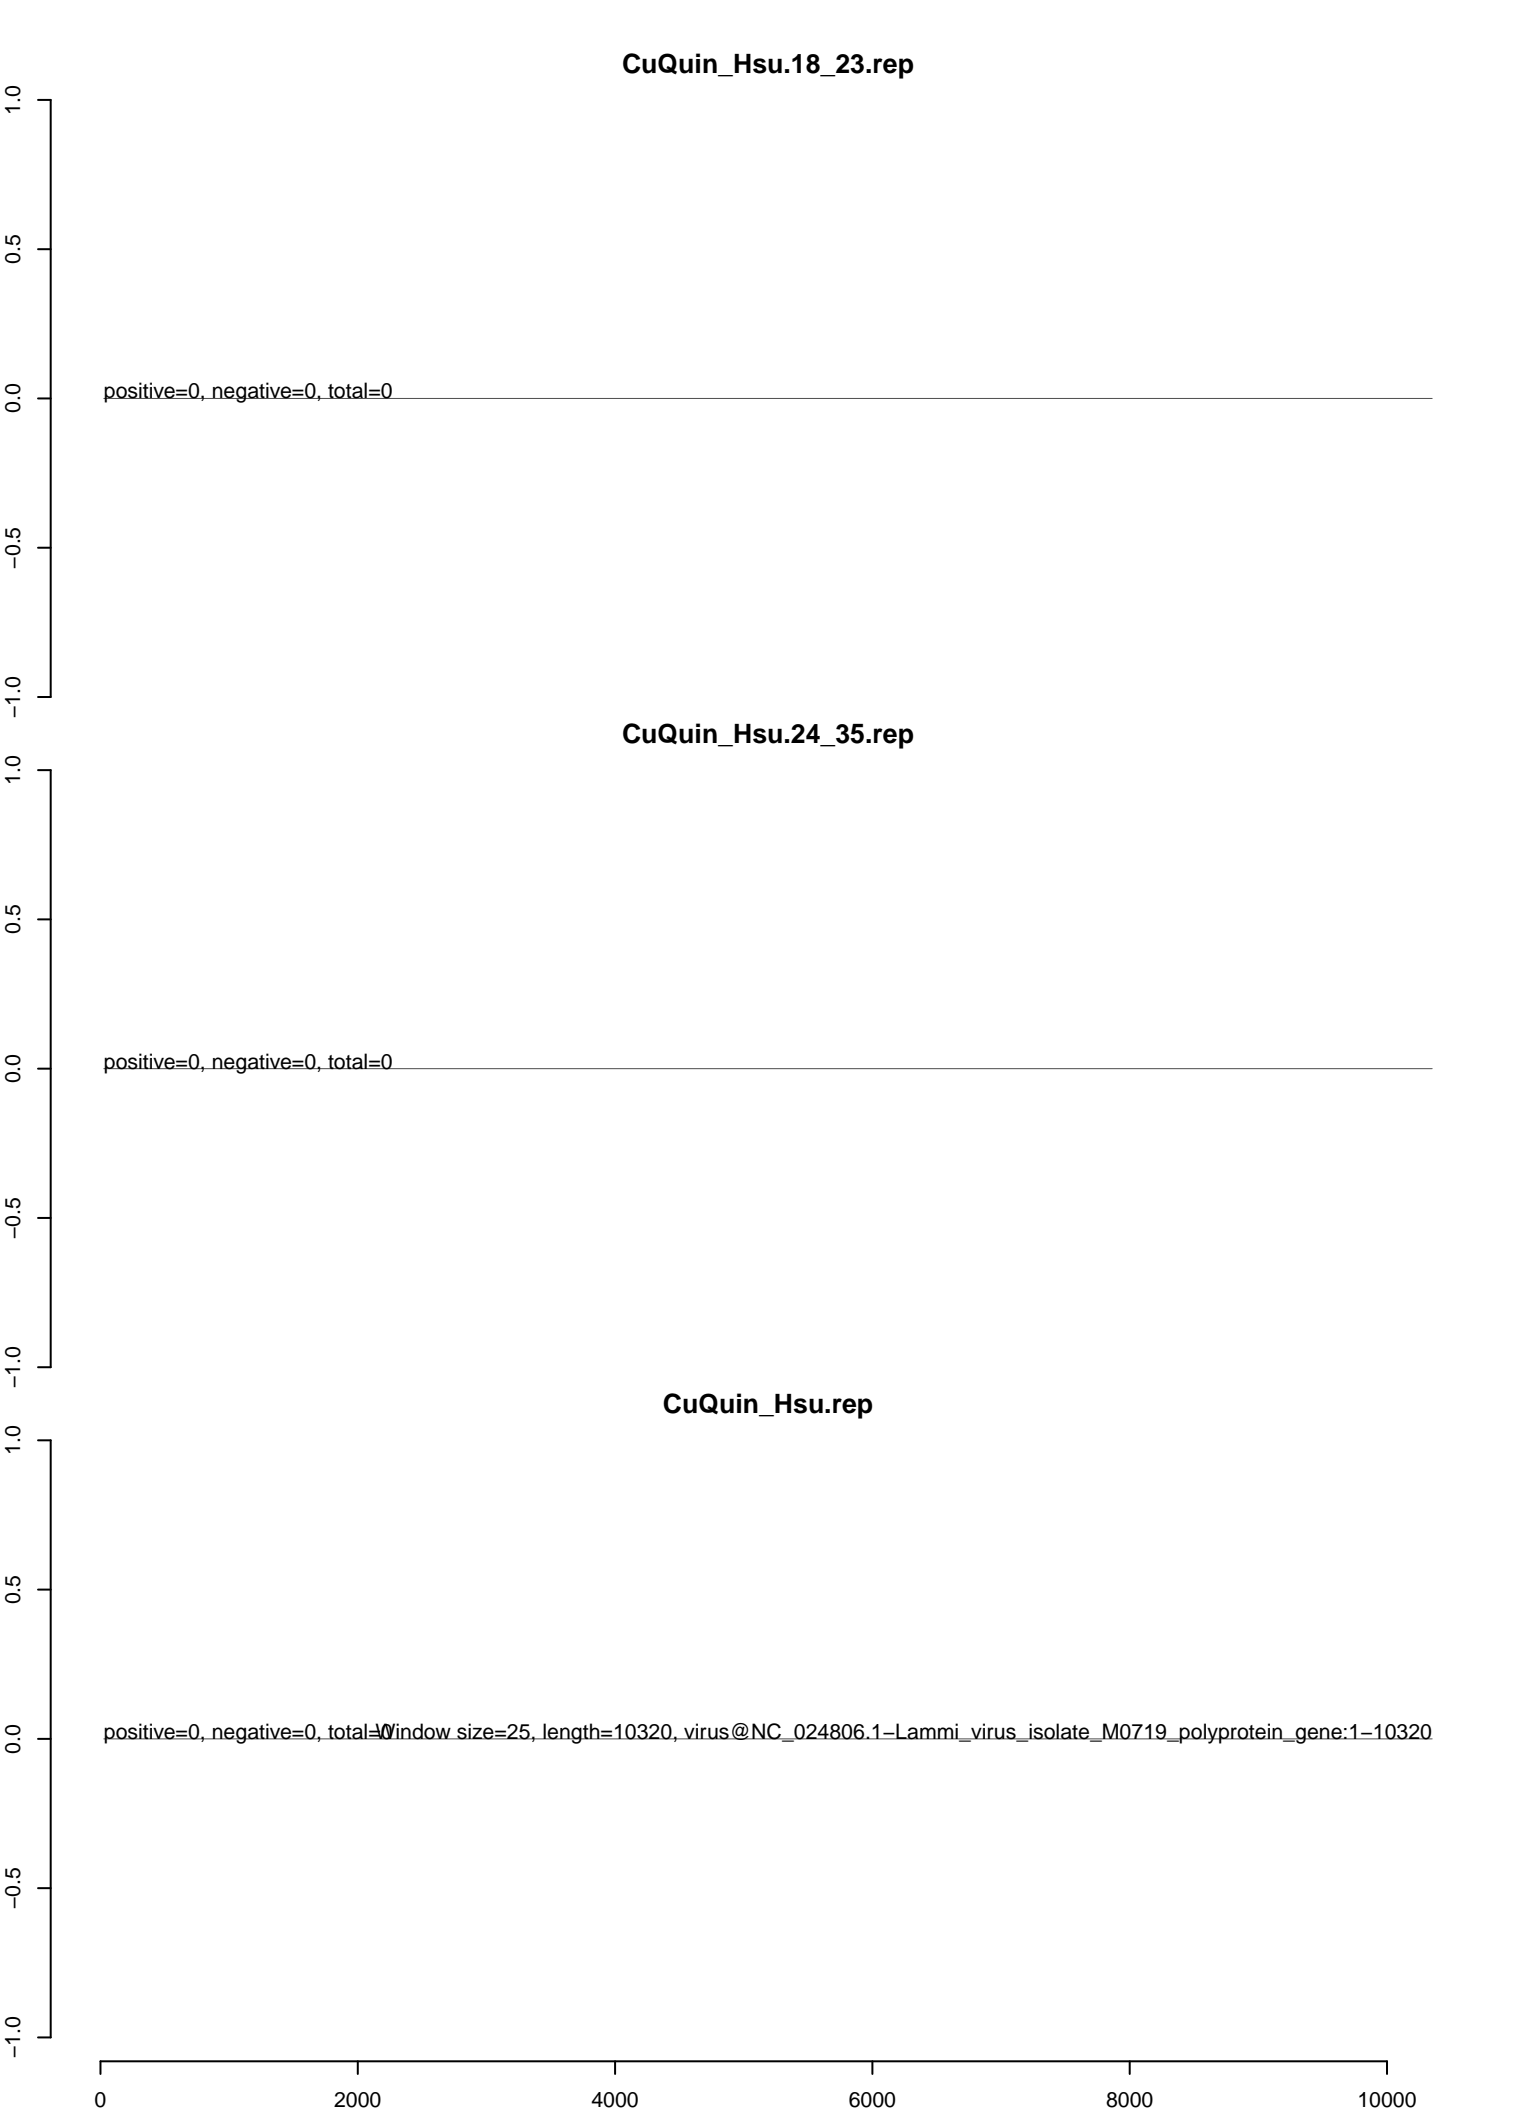 CuQuin_Hsu.18_23.rep
1.0
0.5
0.0
−0.5
−1.0
positive=0, negative=0, total=0
CuQuin_Hsu.24_35.rep
1.0
0.5
0.0
−0.5
−1.0
positive=0, negative=0, total=0
CuQuin_Hsu.rep
1.0
0.5
0.0
−0.5
−1.0
positive=0, negative=0, total=0
Window size=25, length=10320, virus@NC_024806.1−Lammi_virus_isolate_M0719_polyprotein_gene:1−10320
0 2000 4000 6000 8000 10000